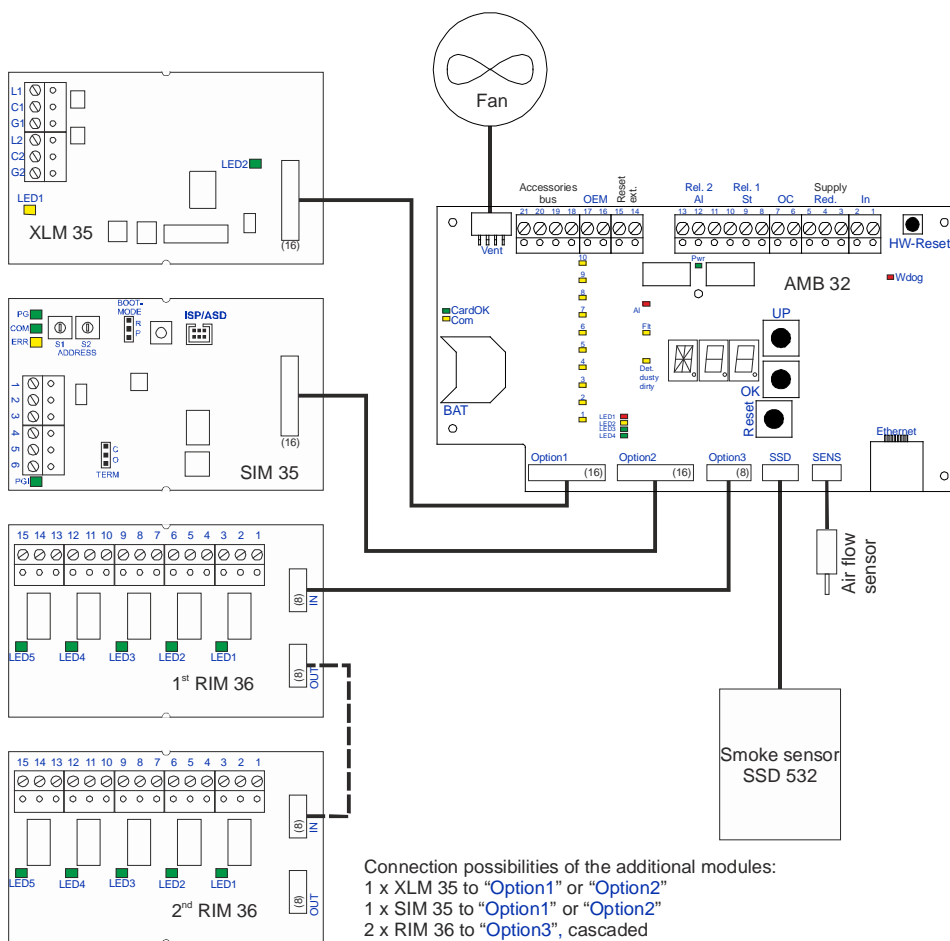 Fan
L1
C1
G1
L2
C2
G2
LED1
LED2
XLM 35
(16)
Accessories
bus
OEM
Reset
ext.
Rel. 2
Al
Rel. 1
St
OC
Supply
Red.
In
21 20 19 18 17 16 15 14
13 12 11 10 9 8 7 6 5 4 3 2 1
Vent
HW-Reset
Pwr
AMB 32
Wdog
10
9
8
7
6
5
4
3
2
1
CardOK
Com
Al
Flt
Det.
dusty
dirty
UP
OK
Reset
BAT
LED1
LED2
LED3
LED4
Ethernet
Option1
(16)
Option2
(16)
Option3
(8)
SSD
SENS
PG
COM
ERR
S1 S2
ADDRESS
BOOT-
MODE
R
P
ISP/ASD
1
2
3
4
5
6
PGI
C
O
TERM
SIM 35
(16)
15 14 13 12 11 10 9 8 7 6 5 4 3 2 1
(8)
IN
LED5 LED4 LED3 LED2 LED1
1st RIM 36
(8)
OUT
Air flow
sensor
Smoke sensor
SSD 532
15 14 13 12 11 10 9 8 7 6 5 4 3 2 1
(8)
IN
LED5 LED4 LED3 LED2 LED1
2nd RIM 36
(8)
OUT
Connection possibilities of the additional modules:
1 x XLM 35 to “Option1” or “Option2”
1 x SIM 35 to “Option1” or “Option2”
2 x RIM 36 to “Option3”, cascaded